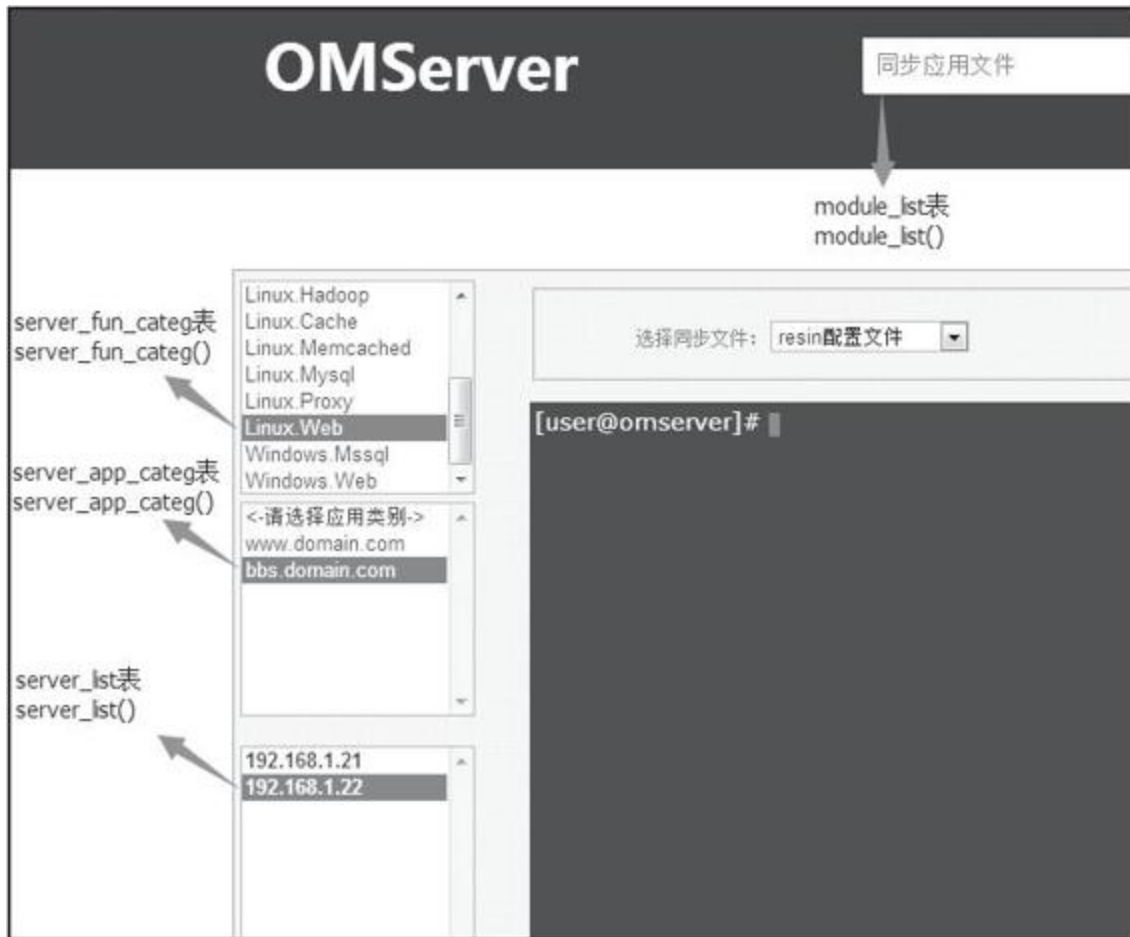 OMServer
同步应用文件
module_list表
module_list()
server_fun_categ表
server_fun_categ()
Linux.Hadoop
Linux.Cache
Linux.Memcached
Linux.Mysql
Linux.Proxy
Linux.Web
Windows.Mssql
Windows.Web
选择同步文件：
resin配置文件
[user@omserver]#
server_app_categ表
server_app_categ()
<-请选择应用类别->
www.domain.com
bbs.domain.com
server_list表
server_list()
192.168.1.21
192.168.1.22